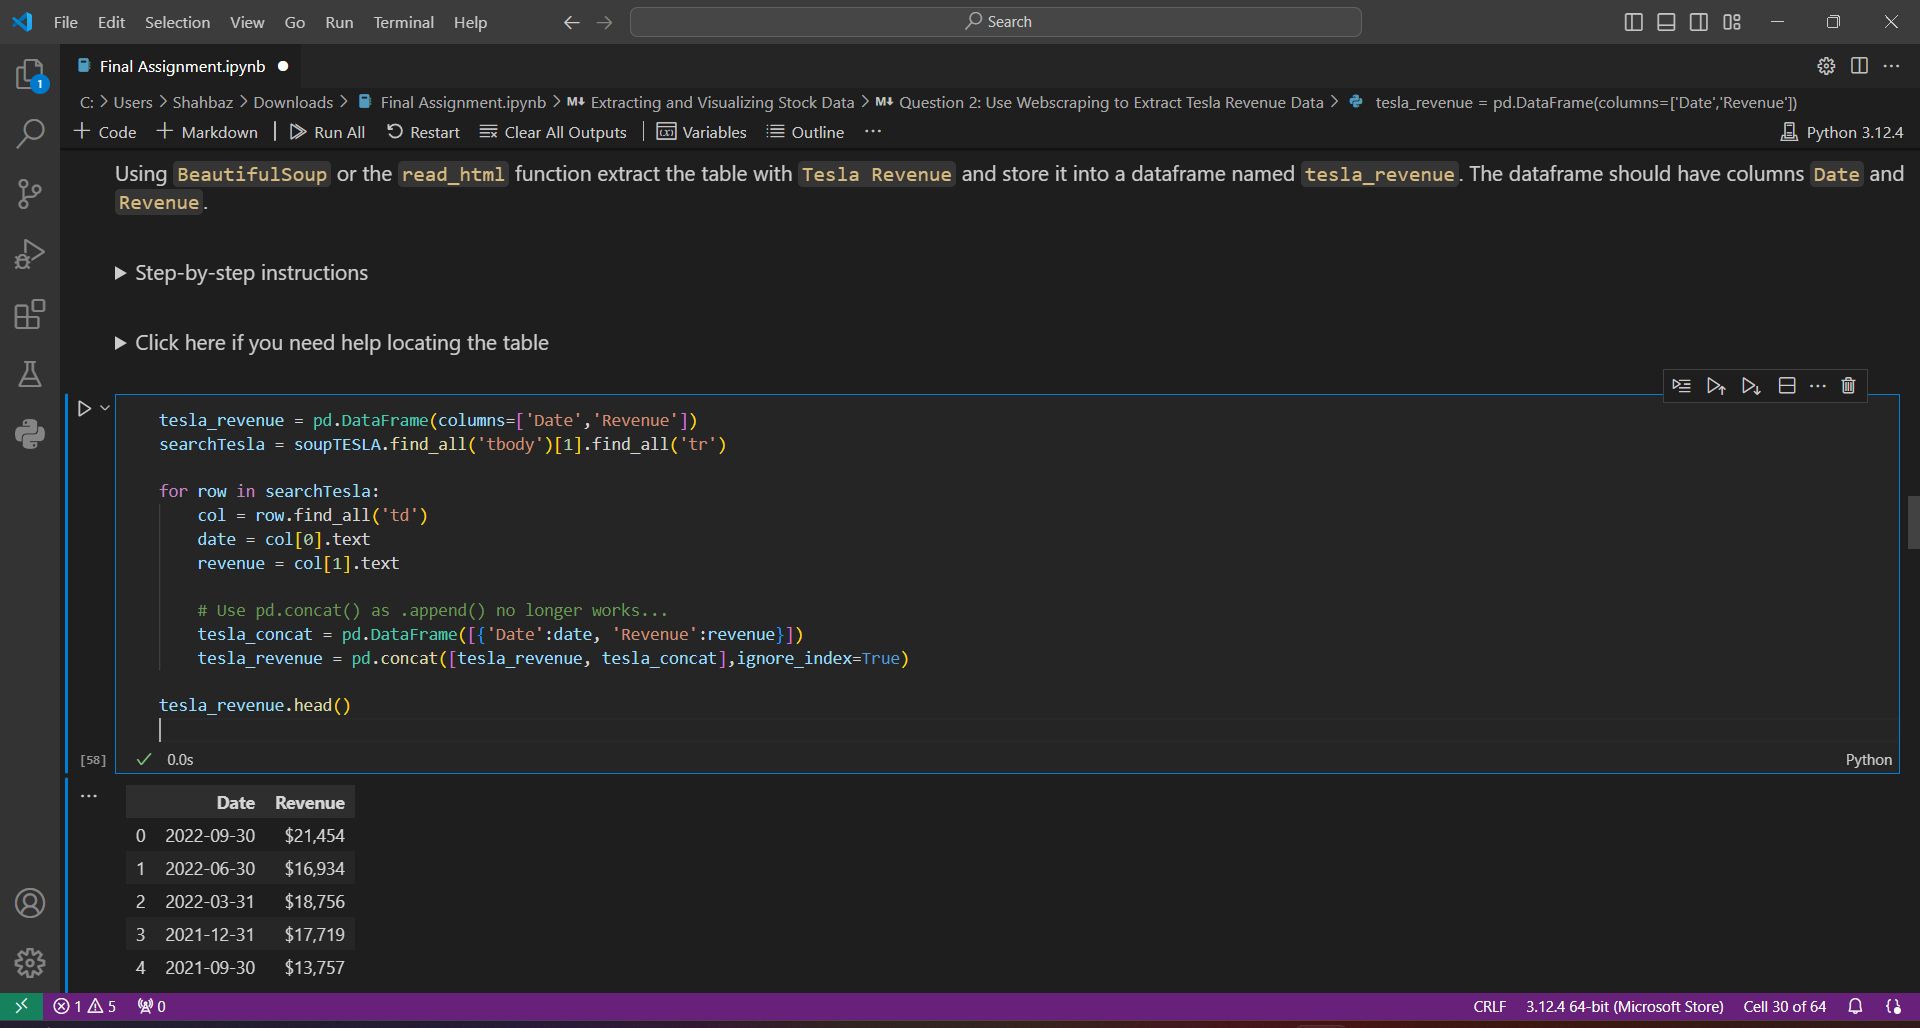 File Edit Selection View Go Run Terminal Help Search
Final Assignment.ipynb
1
C: > Users > Shahbaz > Downloads > Final Assignment.ipynb > M↓ Extracting and Visualizing Stock Data > M↓ Question 2: Use Webscraping to Extract Tesla Revenue Data > tesla_revenue = pd.DataFrame(columns=['Date','Revenue'])
+ Code + Markdown | Run All Restart Clear All Outputs | Variables Outline ... Python 3.12.4
Using BeautifulSoup or the read_html function extract the table with Tesla Revenue and store it into a dataframe named tesla_revenue. The dataframe should have columns Date and
Revenue.
Step-by-step instructions
Click here if you need help locating the table
tesla_revenue = pd.DataFrame(columns=['Date','Revenue'])
searchTesla = soupTESLA.find_all('tbody')[1].find_all('tr')
for row in searchTesla:
col = row.find_all('td')
date = col[0].text
revenue = col[1].text
# Use pd.concat() as .append() no longer works...
tesla_concat = pd.DataFrame([{'Date':date, 'Revenue':revenue}])
tesla_revenue = pd.concat([tesla_revenue, tesla_concat],ignore_index=True)
tesla_revenue.head()
[58] ✓ 0.0s Python
... Date Revenue
0 2022-09-30 $21,454
1 2022-06-30 $16,934
2 2022-03-31 $18,756
3 2021-12-31 $17,719
4 2021-09-30 $13,757
1 5 0 CRLF 3.12.4 64-bit (Microsoft Store) Cell 30 of 64